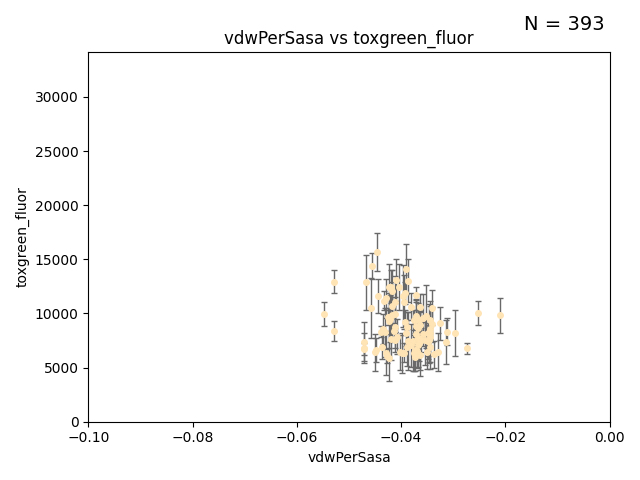 N = 393
vdwPerSasa vs toxgreen_fluor
30000
25000
20000
15000
10000
5000
0
toxgreen_fluor
−0.10 −0.08 −0.06 −0.04 −0.02 0.00
vdwPerSasa